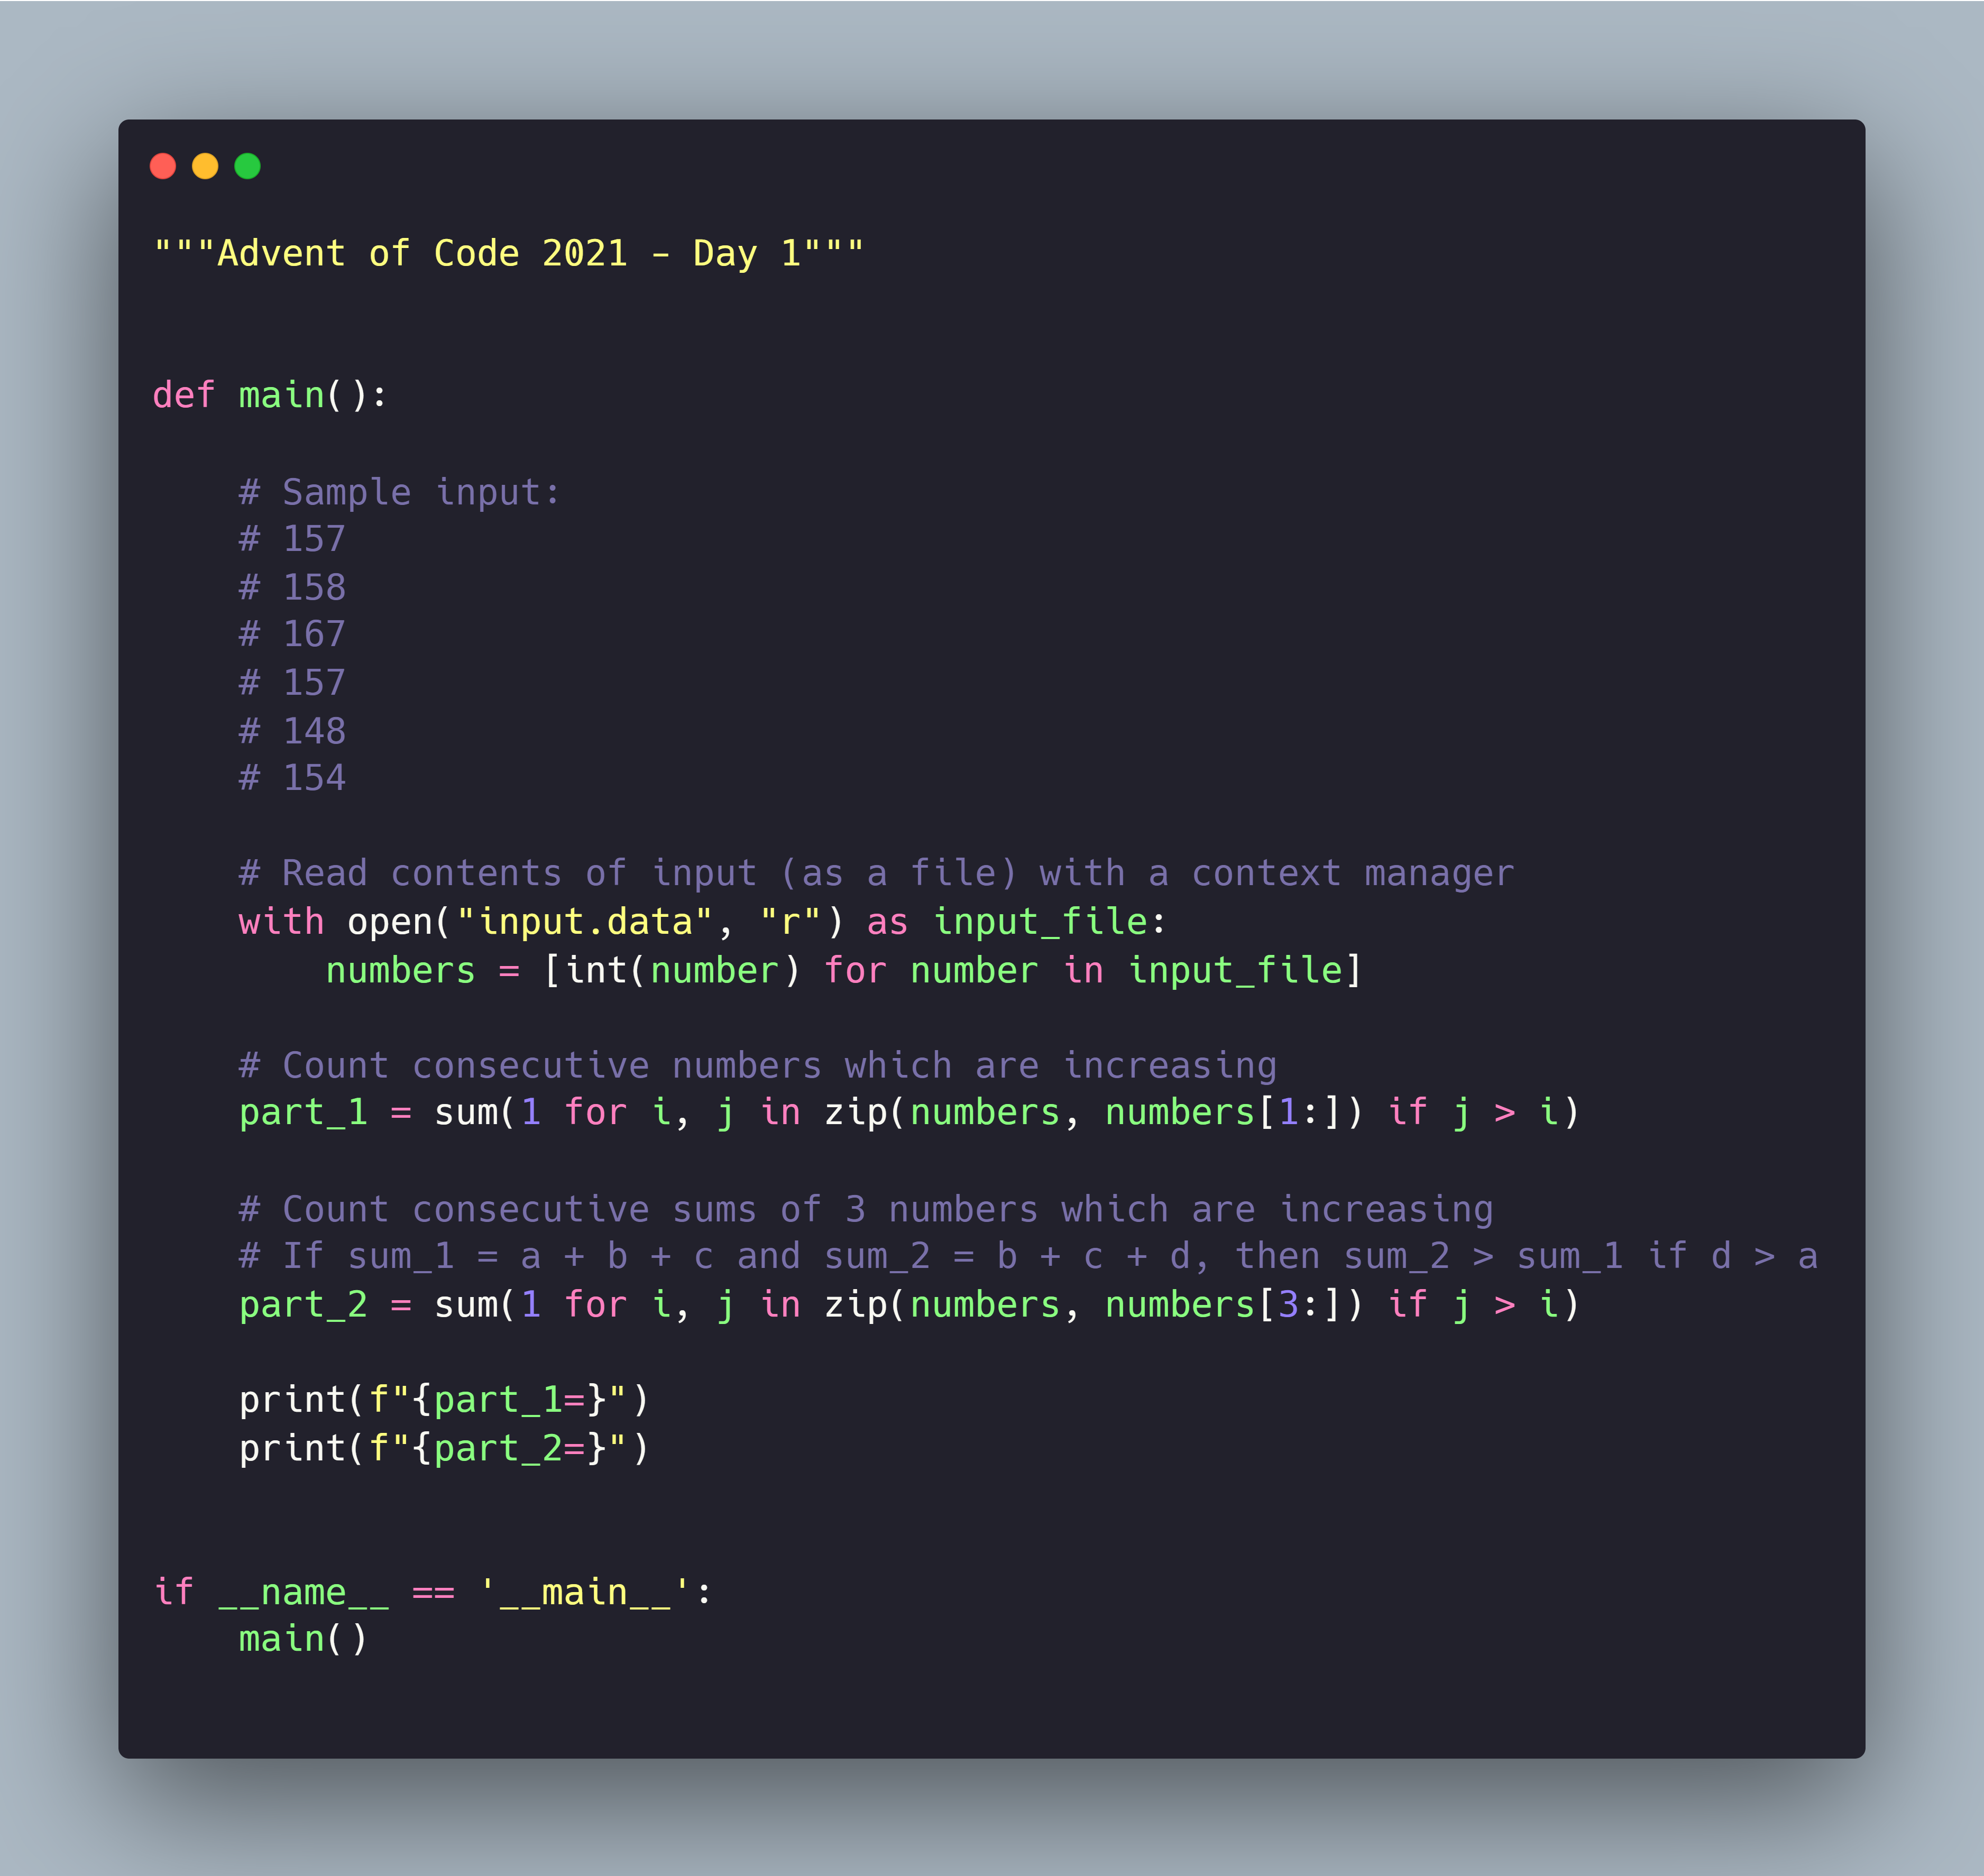 """Advent of Code 2021 - Day 1"""
def main():
    # Sample input:
    # 157
    # 158
    # 167
    # 157
    # 148
    # 154
    # Read contents of input (as a file) with a context manager
    with open("input.data", "r") as input_file:
        numbers = [int(number) for number in input_file]
    # Count consecutive numbers which are increasing
    part_1 = sum(1 for i, j in zip(numbers, numbers[1:]) if j > i)
    # Count consecutive sums of 3 numbers which are increasing
    # If sum_1 = a + b + c and sum_2 = b + c + d, then sum_2 > sum_1 if d > a
    part_2 = sum(1 for i, j in zip(numbers, numbers[3:]) if j > i)
    print(f"{part_1=}")
    print(f"{part_2=}")
if __name__ == '__main__':
    main()